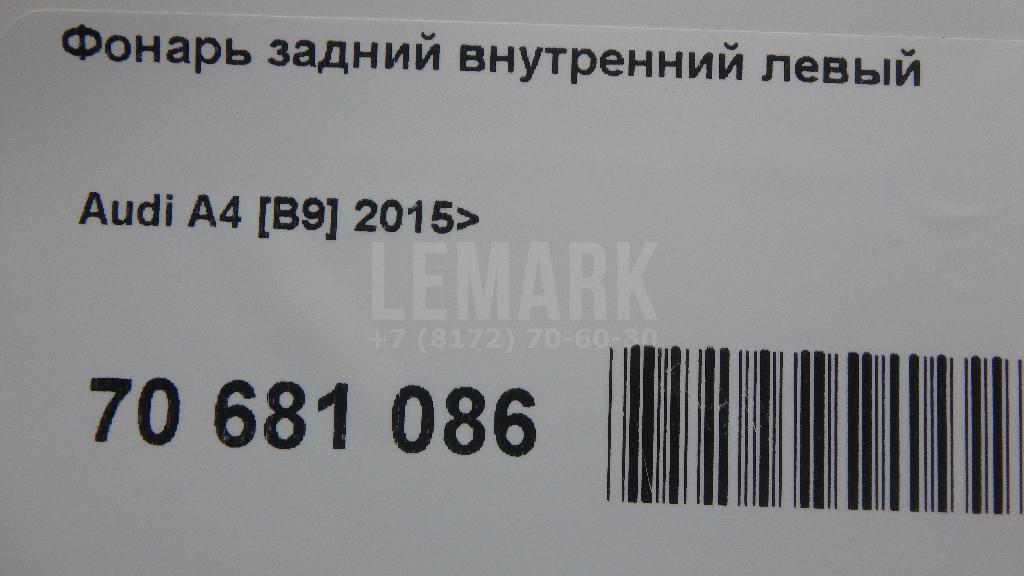 Фонарь задний внутренний левый
Audi A4 [B9] 2015>
LEMARK
+7 (8172) 70-60-30
70 681 086